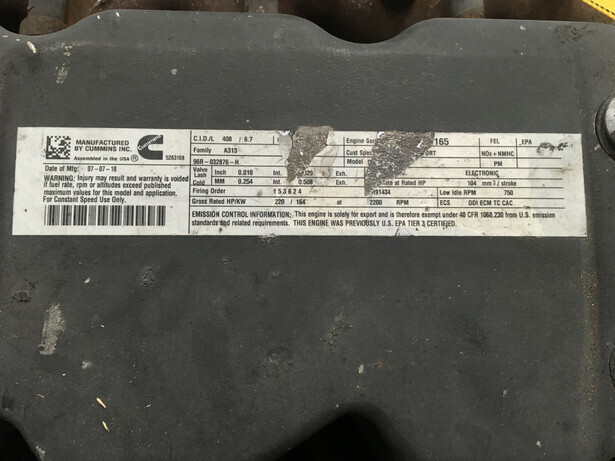 MANUFACTURED
BY CUMMINS INC.
Assembled in the USA ®
Cummins
5283108
Date of Mfg: 07-07-18
WARNING: Injury may result and warranty is voided
if fuel rate, rpm or altitude exceed published
maximum values for this model and application.
For Constant Speed Use Only.
C.I.D./L 408 / 6.7
Family A313
96R-032876-H
Valve Lash Cold Inch 0.010 Int. Exh.
MM 0.254 Int. 0.508 Exh.
Firing Order 1 5 3 6 2 4
Gross Rated HP/KW 220 / 164 at 2200 RPM
Engine 165 FEL EPA
Cust Spec NOx+NMHC
Model PM
ELECTRONIC
at Rated HP 104 mm³ / stroke
91434 Low Idle RPM 750
ECS DDI ECM TC CAC
EMISSION CONTROL INFORMATION: This engine is solely for export and is therefore exempt under 40 CFR 1068.230 from U.S. emission
standards and related requirements. THIS ENGINE WAS PREVIOUSLY U.S. EPA TIER 3 CERTIFIED.